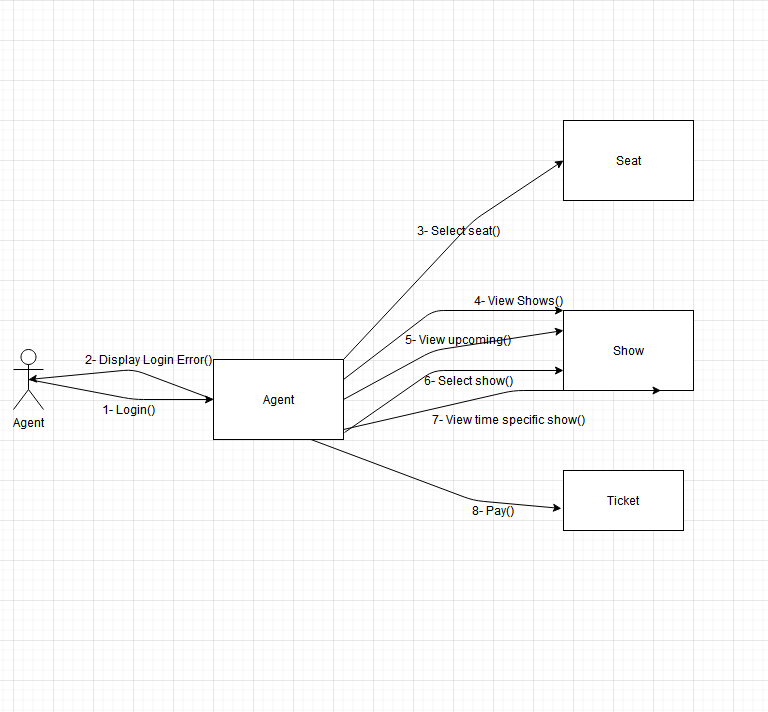 Seat
3- Select seat()
4- View Shows()
5- View upcoming()
Show
2- Display Login Error()
6- Select show()
Agent
1- Login()
Agent
7- View time specific show()
Ticket
8- Pay()